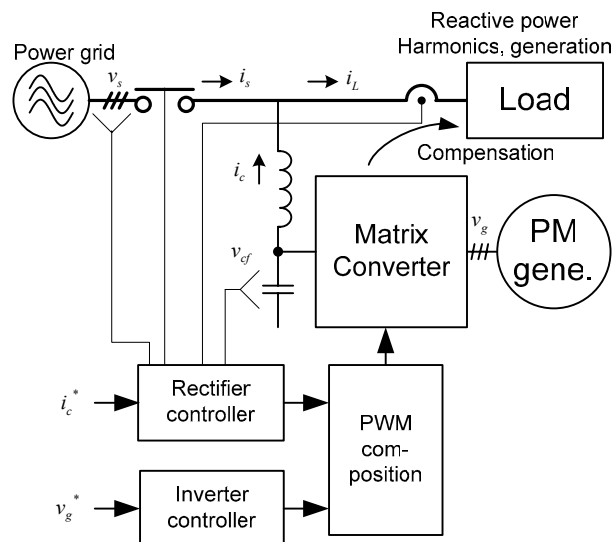 Reactive power
Harmonics, generation
Power grid
v_s
i_s
i_L
Load
Compensation
i_c
Matrix
Converter
v_g
PM
gene.
v_cf
Rectifier
controller
i_c^*
PWM
com-
position
Inverter
controller
v_g^*